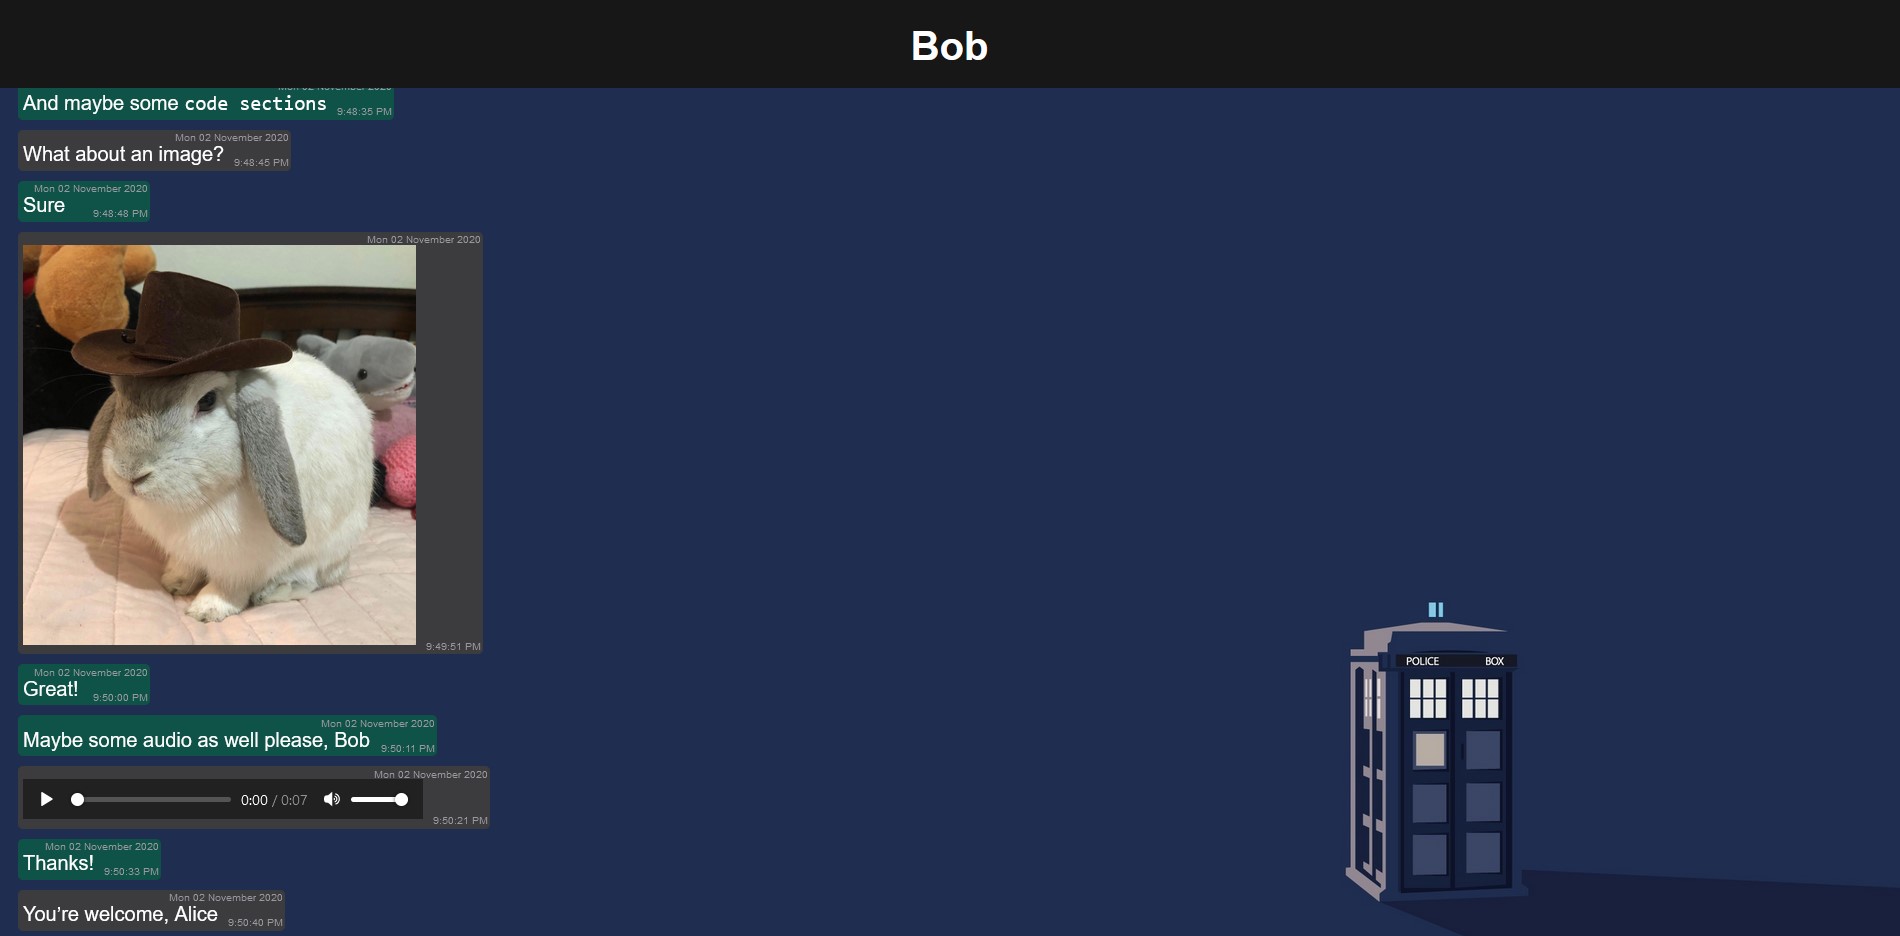 Bob
Mon 02 November 2020
And maybe some code sections
9:48:35 PM
Mon 02 November 2020
What about an image?
9:48:45 PM
Mon 02 November 2020
Sure
9:48:48 PM
Mon 02 November 2020
9:49:51 PM
Mon 02 November 2020
Great!
9:50:00 PM
Mon 02 November 2020
Maybe some audio as well please, Bob
9:50:11 PM
Mon 02 November 2020
0:00 / 0:07
9:50:21 PM
Mon 02 November 2020
Thanks!
9:50:33 PM
Mon 02 November 2020
You’re welcome, Alice
9:50:40 PM
POLICE BOX